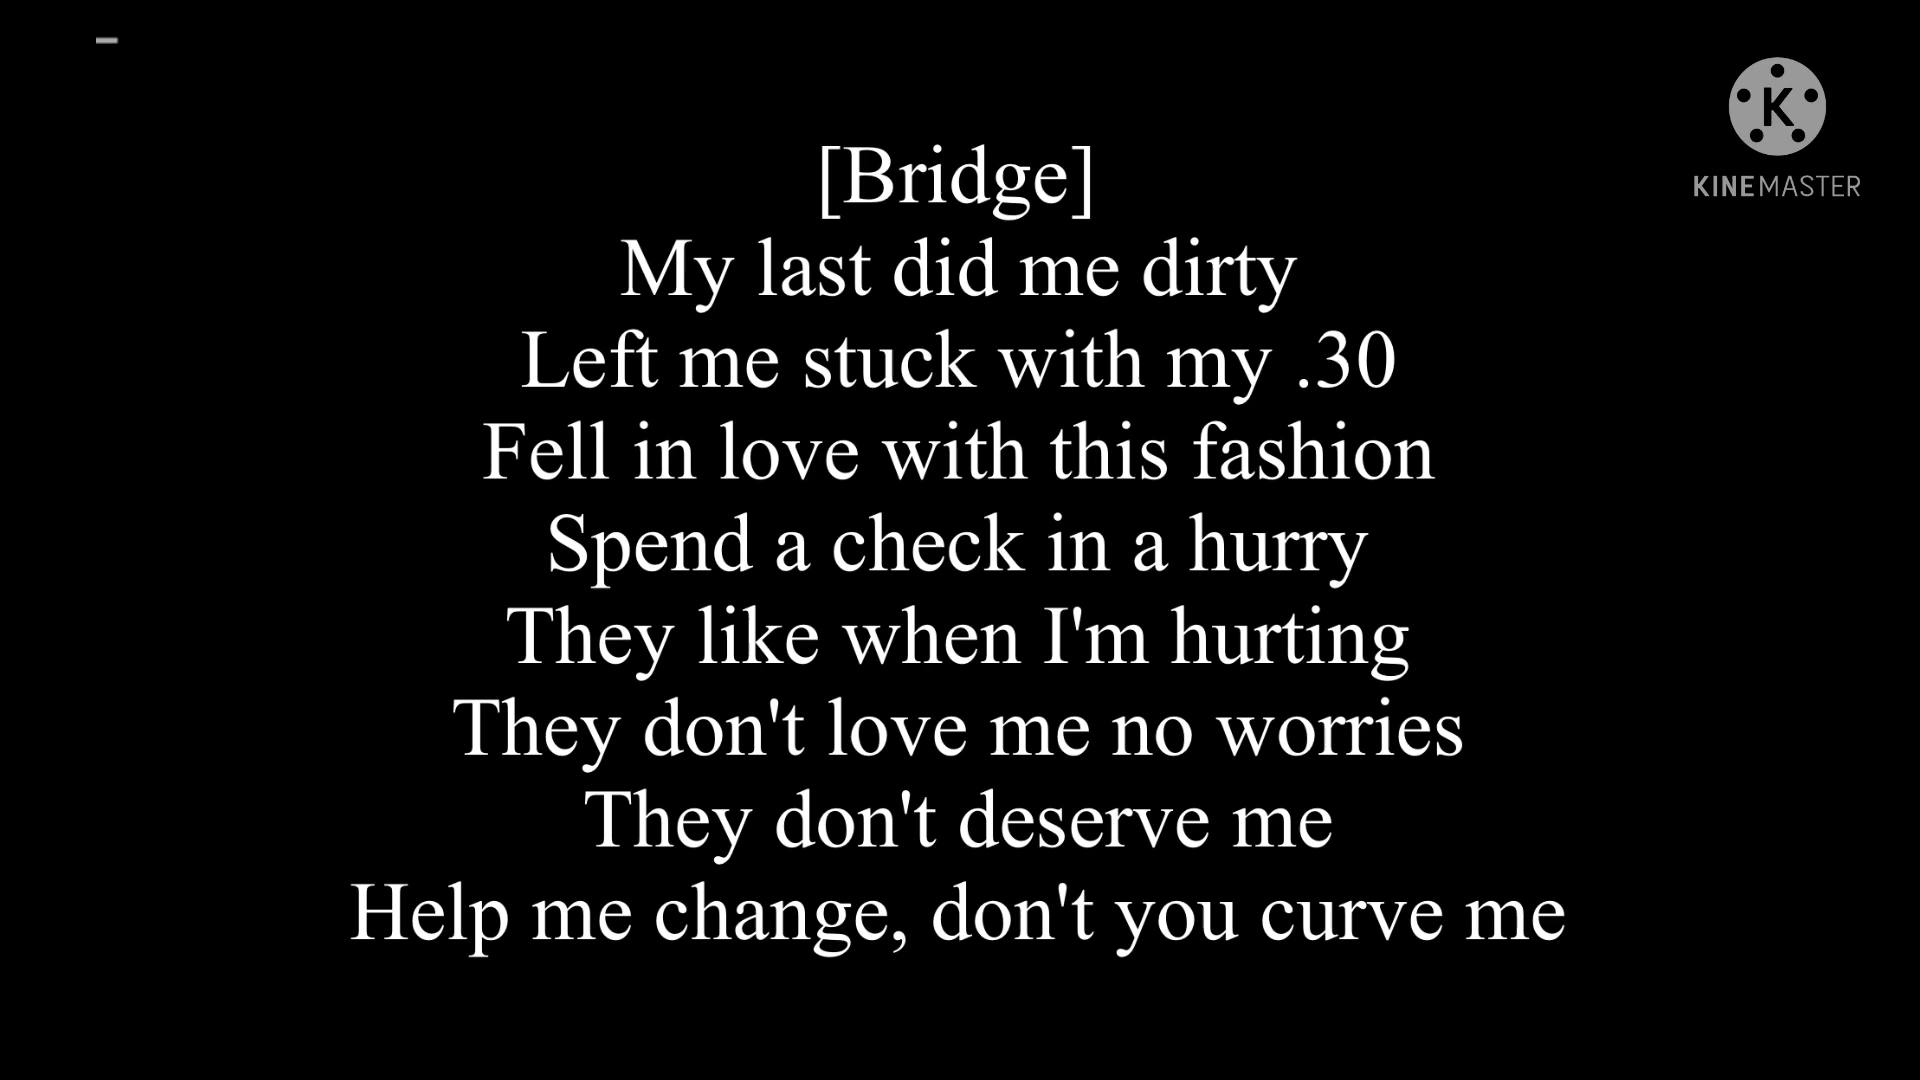 K
KINEMASTER
[Bridge]
My last did me dirty
Left me stuck with my .30
Fell in love with this fashion
Spend a check in a hurry
They like when I'm hurting
They don't love me no worries
They don't deserve me
Help me change, don't you curve me